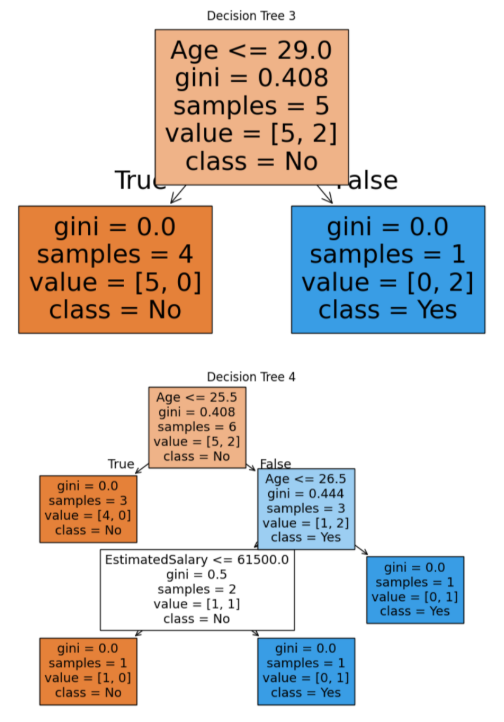 Decision Tree 3
Age <= 29.0
gini = 0.408
samples = 5
value = [5, 2]
class = No
True
alse
gini = 0.0
samples = 4
value = [5, 0]
class = No
gini = 0.0
samples = 1
value = [0, 2]
class = Yes
Decision Tree 4
Age <= 25.5
gini = 0.408
samples = 6
value = [5, 2]
class = No
True
False
gini = 0.0
samples = 3
value = [4, 0]
class = No
Age <= 26.5
gini = 0.444
samples = 3
value = [1, 2]
class = Yes
EstimatedSalary <= 61500.0
gini = 0.5
samples = 2
value = [1, 1]
class = No
gini = 0.0
samples = 1
value = [0, 1]
class = Yes
gini = 0.0
samples = 1
value = [1, 0]
class = No
gini = 0.0
samples = 1
value = [0, 1]
class = Yes